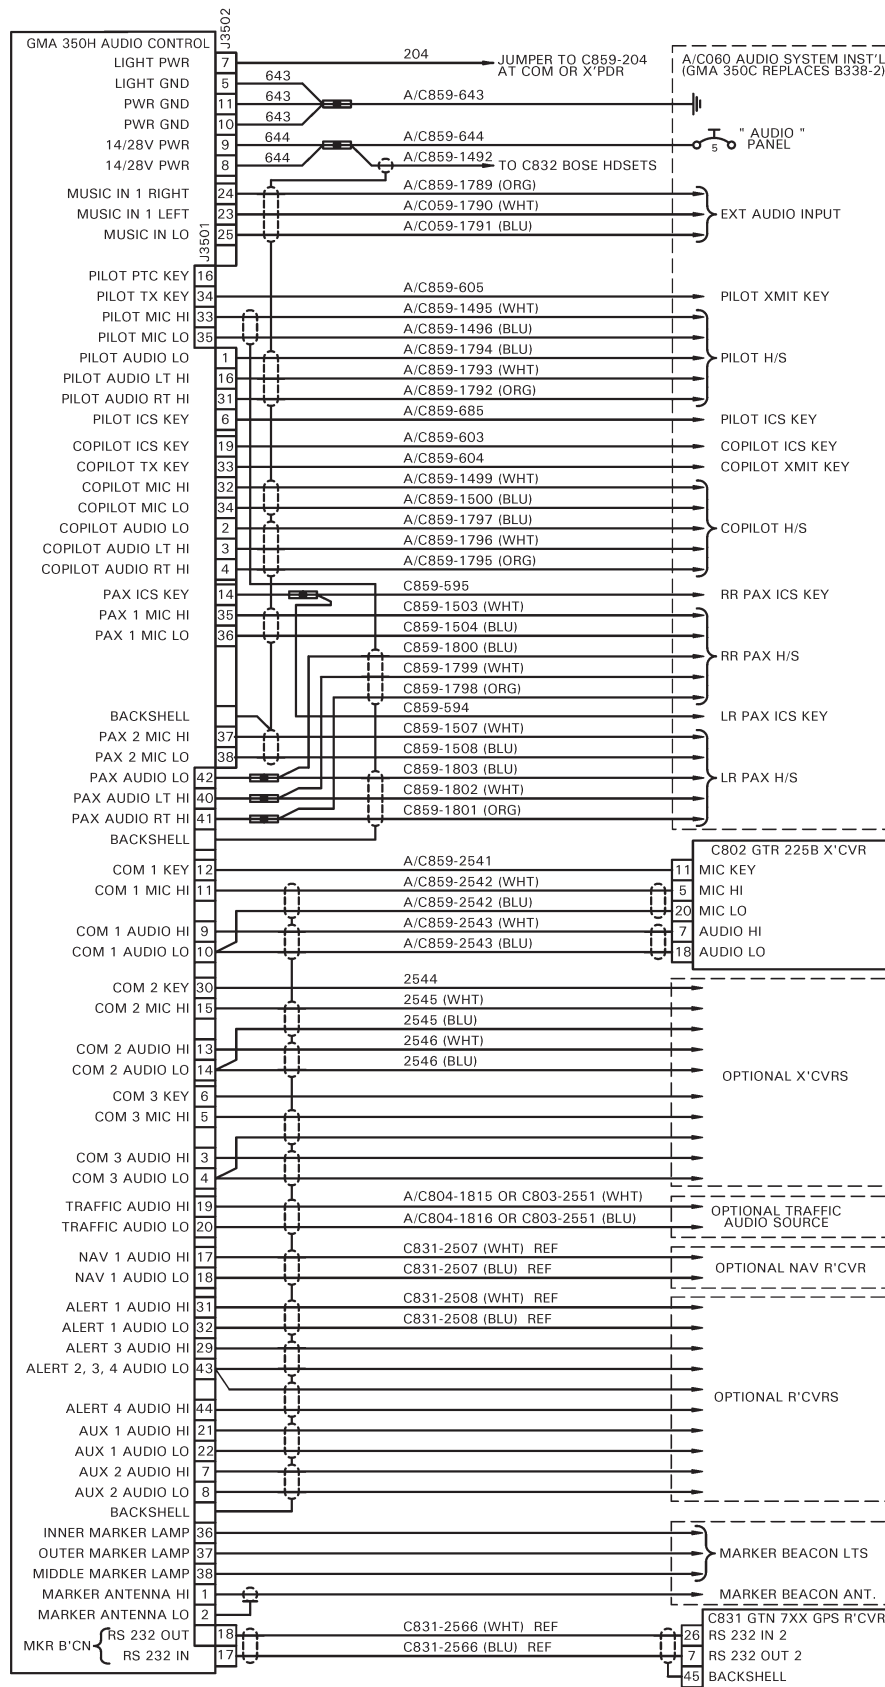 J3502
GMA 350H AUDIO CONTROL
LIGHT PWR 7 204 JUMPER TO C859-204
AT COM OR X'PDR
A/C060 AUDIO SYSTEM INST'L
(GMA 350C REPLACES B338-2)
LIGHT GND 5 643
PWR GND 11 643 A/C859-643
PWR GND 10 643
14/28V PWR 9 644 A/C859-644 5 " AUDIO "
PANEL
14/28V PWR 8 644 A/C859-1492 TO C832 BOSE HDSETS
MUSIC IN 1 RIGHT 24 A/C859-1789 (ORG)
MUSIC IN 1 LEFT 23 A/C059-1790 (WHT) EXT AUDIO INPUT
MUSIC IN LO 25 A/C059-1791 (BLU)
J3501
PILOT PTC KEY 16
PILOT TX KEY 34 A/C859-605 PILOT XMIT KEY
PILOT MIC HI 33 A/C859-1495 (WHT)
PILOT MIC LO 35 A/C859-1496 (BLU)
PILOT AUDIO LO 1 A/C859-1794 (BLU) PILOT H/S
PILOT AUDIO LT HI 16 A/C859-1793 (WHT)
PILOT AUDIO RT HI 31 A/C859-1792 (ORG)
PILOT ICS KEY 6 A/C859-685 PILOT ICS KEY
COPILOT ICS KEY 19 A/C859-603 COPILOT ICS KEY
COPILOT TX KEY 33 A/C859-604 COPILOT XMIT KEY
COPILOT MIC HI 32 A/C859-1499 (WHT)
COPILOT MIC LO 34 A/C859-1500 (BLU)
COPILOT AUDIO LO 2 A/C859-1797 (BLU) COPILOT H/S
COPILOT AUDIO LT HI 3 A/C859-1796 (WHT)
COPILOT AUDIO RT HI 4 A/C859-1795 (ORG)
PAX ICS KEY 14 C859-595 RR PAX ICS KEY
PAX 1 MIC HI 35 C859-1503 (WHT)
PAX 1 MIC LO 36 C859-1504 (BLU)
C859-1800 (BLU) RR PAX H/S
C859-1799 (WHT)
C859-1798 (ORG)
BACKSHELL C859-594 LR PAX ICS KEY
PAX 2 MIC HI 37 C859-1507 (WHT)
PAX 2 MIC LO 38 C859-1508 (BLU)
PAX AUDIO LO 42 C859-1803 (BLU) LR PAX H/S
PAX AUDIO LT HI 40 C859-1802 (WHT)
PAX AUDIO RT HI 41 C859-1801 (ORG)
BACKSHELL
C802 GTR 225B X'CVR
COM 1 KEY 12 A/C859-2541 11 MIC KEY
COM 1 MIC HI 11 A/C859-2542 (WHT) 5 MIC HI
A/C859-2542 (BLU) 20 MIC LO
COM 1 AUDIO HI 9 A/C859-2543 (WHT) 7 AUDIO HI
COM 1 AUDIO LO 10 A/C859-2543 (BLU) 18 AUDIO LO
COM 2 KEY 30 2544
COM 2 MIC HI 15 2545 (WHT)
2545 (BLU)
COM 2 AUDIO HI 13 2546 (WHT)
COM 2 AUDIO LO 14 2546 (BLU)
OPTIONAL X'CVRS
COM 3 KEY 6
COM 3 MIC HI 5
COM 3 AUDIO HI 3
COM 3 AUDIO LO 4
TRAFFIC AUDIO HI 19 A/C804-1815 OR C803-2551 (WHT) OPTIONAL TRAFFIC
TRAFFIC AUDIO LO 20 A/C804-1816 OR C803-2551 (BLU) AUDIO SOURCE
NAV 1 AUDIO HI 17 C831-2507 (WHT) REF
NAV 1 AUDIO LO 18 C831-2507 (BLU) REF OPTIONAL NAV R'CVR
ALERT 1 AUDIO HI 31 C831-2508 (WHT) REF
ALERT 1 AUDIO LO 32 C831-2508 (BLU) REF
ALERT 3 AUDIO HI 29
ALERT 2, 3, 4 AUDIO LO 43
OPTIONAL R'CVRS
ALERT 4 AUDIO HI 44
AUX 1 AUDIO HI 21
AUX 1 AUDIO LO 22
AUX 2 AUDIO HI 7
AUX 2 AUDIO LO 8
BACKSHELL
INNER MARKER LAMP 36
OUTER MARKER LAMP 37 MARKER BEACON LTS
MIDDLE MARKER LAMP 38
MARKER ANTENNA HI 1 MARKER BEACON ANT.
MARKER ANTENNA LO 2
C831 GTN 7XX GPS R'CVR
MKR B'CN RS 232 OUT 18 C831-2566 (WHT) REF 26 RS 232 IN 2
RS 232 IN 17 C831-2566 (BLU) REF 7 RS 232 OUT 2
45 BACKSHELL